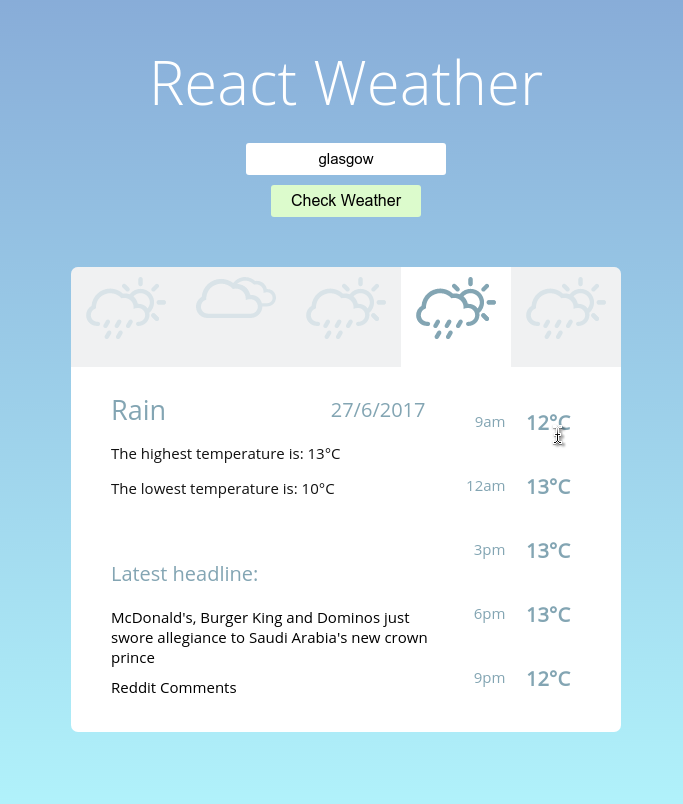 React Weather
glasgow
Check Weather
Rain
27/6/2017
The highest temperature is: 13°C
The lowest temperature is: 10°C
Latest headline:
McDonald's, Burger King and Dominos just
swore allegiance to Saudi Arabia's new crown
prince
Reddit Comments
9am 12°C
12am 13°C
3pm 13°C
6pm 13°C
9pm 12°C